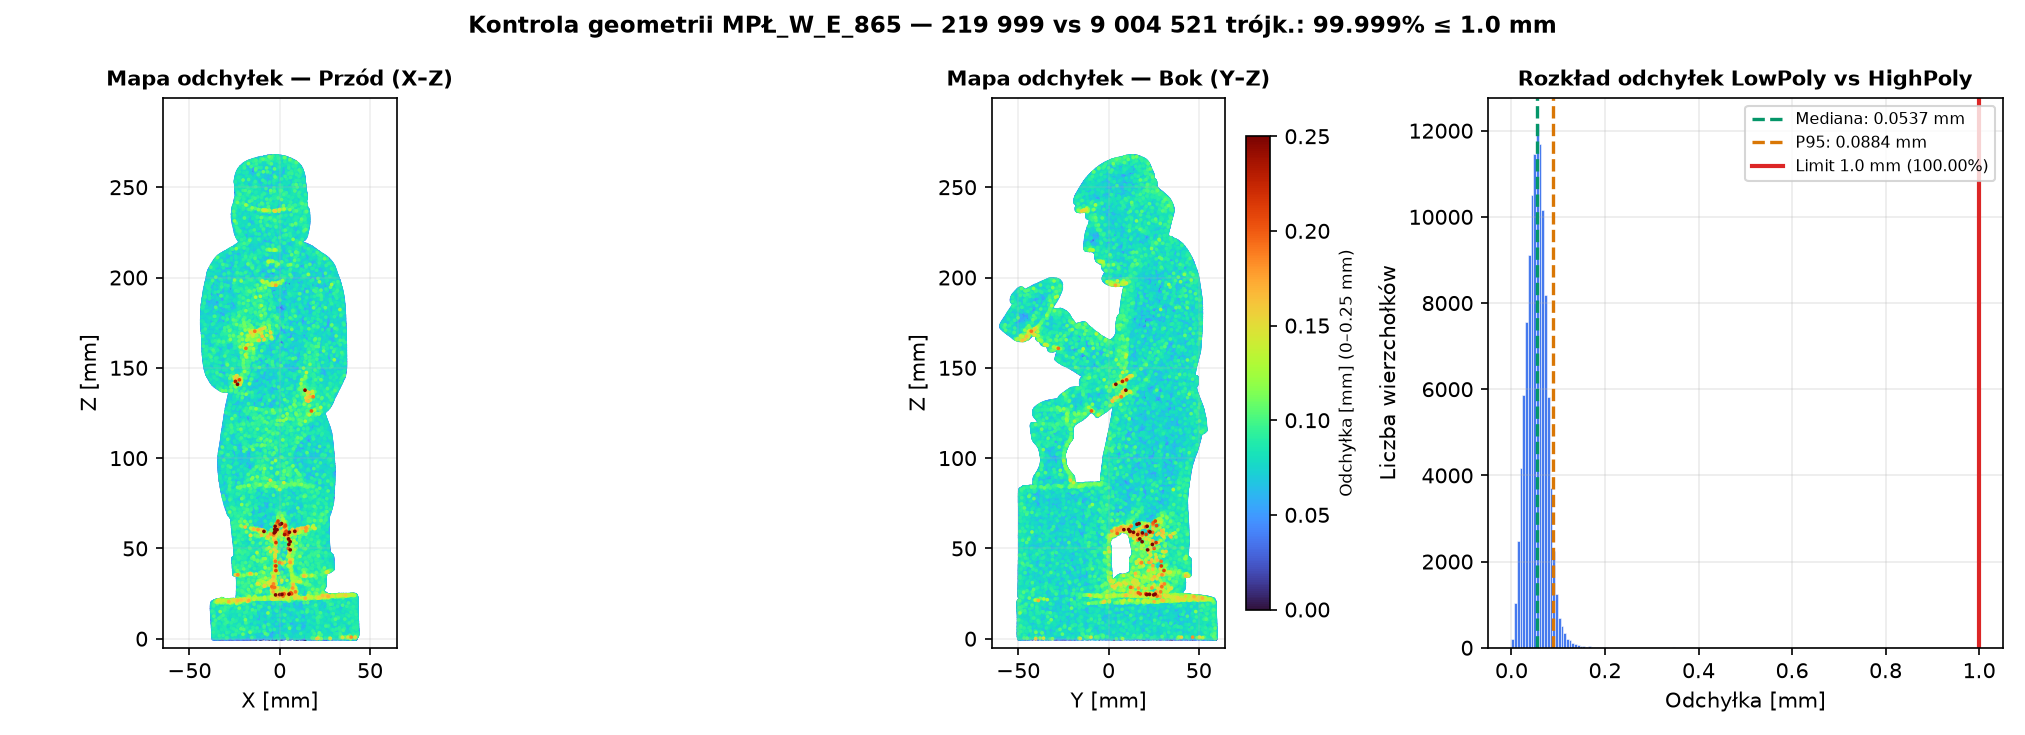 Kontrola geometrii MPŁ_W_E_865 — 219 999 vs 9 004 521 trójk.: 99.999% ≤ 1.0 mm
Mapa odchyłek — Przód (X–Z)
250
200
150
100
50
0
Z [mm]
−50 0 50
X [mm]
Mapa odchyłek — Bok (Y–Z)
250
200
150
100
50
0
Z [mm]
−50 0 50
Y [mm]
0.25
0.20
0.15
0.10
0.05
0.00
Odchyłka [mm] (0–0.25 mm)
Rozkład odchyłek LowPoly vs HighPoly
Mediana: 0.0537 mm
P95: 0.0884 mm
Limit 1.0 mm (100.00%)
12000
10000
8000
6000
4000
2000
0
Liczba wierzchołków
0.0 0.2 0.4 0.6 0.8 1.0
Odchyłka [mm]